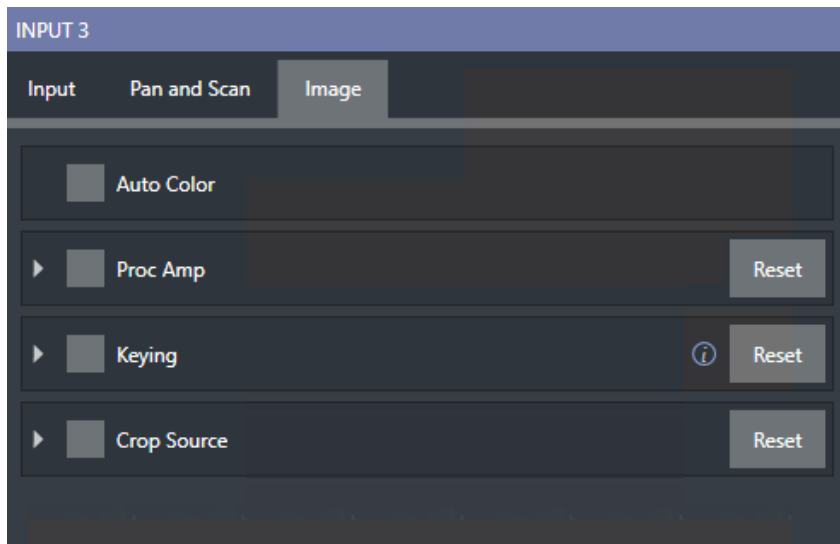 INPUT 3
Input Pan and Scan Image
Auto Color
Proc Amp Reset
Keying i Reset
Crop Source Reset